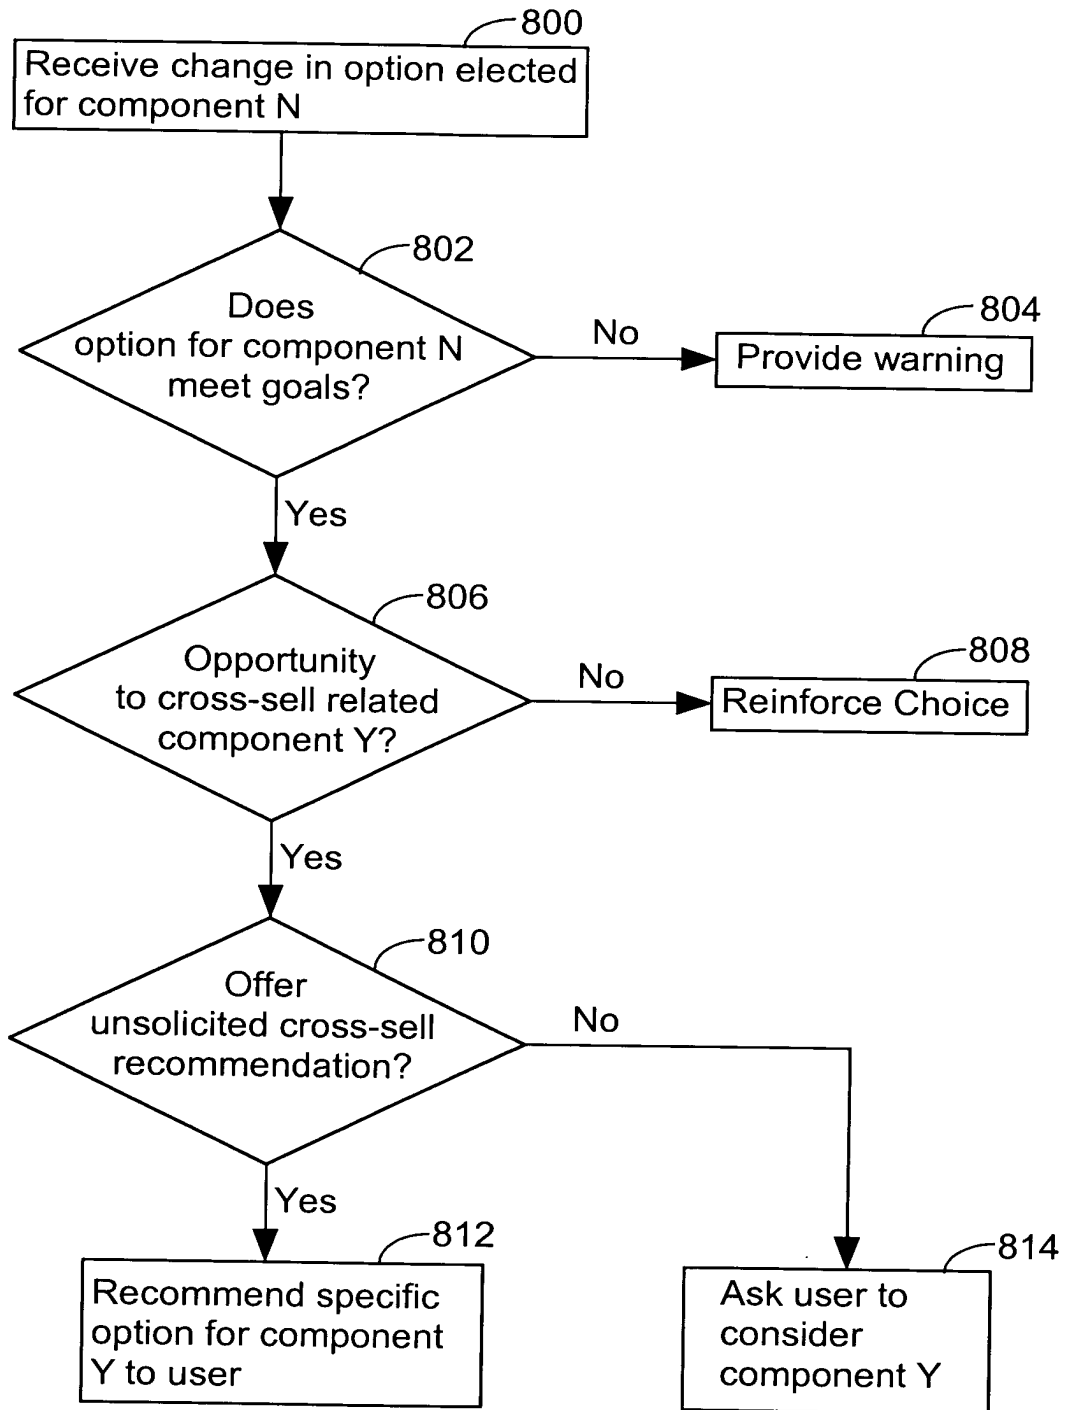 800
Receive change in option elected
for component N
802
Does
option for component N
meet goals?
No
804
Provide warning
Yes
806
Opportunity
to cross-sell related
component Y?
No
808
Reinforce Choice
Yes
810
Offer
unsolicited cross-sell
recommendation?
No
Yes
812
Recommend specific
option for component
Y to user
814
Ask user to
consider
component Y